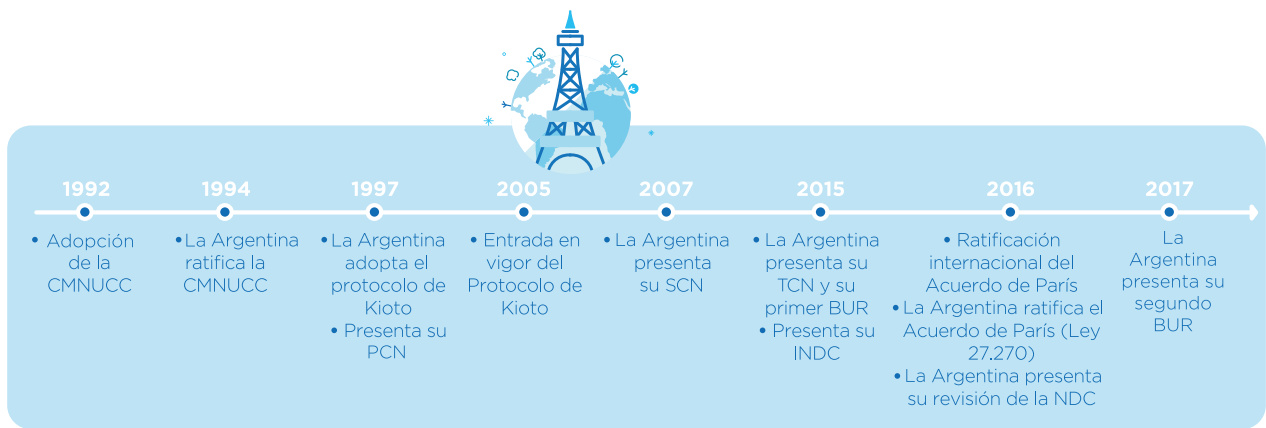 1992
• Adopción
de la
CMNUCC
1994
• La Argentina
ratifica la
CMNUCC
1997
• La Argentina
adopta el
protocolo de
Kioto
• Presenta su
PCN
2005
• Entrada en
vigor del
Protocolo de
Kioto
2007
• La Argentina
presenta
su SCN
2015
• La Argentina
presenta su
TCN y su
primer BUR
• Presenta su
INDC
2016
• Ratificación
internacional del
Acuerdo de París
• La Argentina ratifica el
Acuerdo de París (Ley
27.270)
• La Argentina presenta
su revisión de la NDC
2017
La
Argentina
presenta su
segundo
BUR